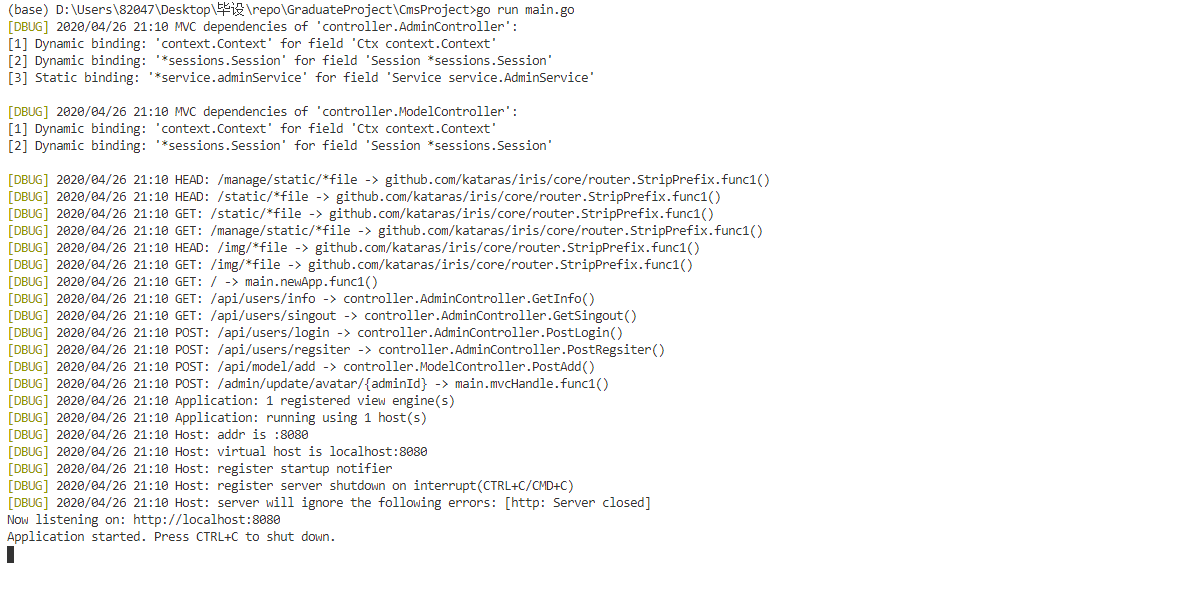 (base) D:\Users\82047\Desktop\毕设\repo\GraduateProject\CmsProject>go run main.go
[DBUG] 2020/04/26 21:10 MVC dependencies of 'controller.AdminController':
[1] Dynamic binding: 'context.Context' for field 'Ctx context.Context'
[2] Dynamic binding: '*sessions.Session' for field 'Session *sessions.Session'
[3] Static binding: '*service.adminService' for field 'Service service.AdminService'
[DBUG] 2020/04/26 21:10 MVC dependencies of 'controller.ModelController':
[1] Dynamic binding: 'context.Context' for field 'Ctx context.Context'
[2] Dynamic binding: '*sessions.Session' for field 'Session *sessions.Session'
[DBUG] 2020/04/26 21:10 HEAD: /manage/static/*file -> github.com/kataras/iris/core/router.StripPrefix.func1()
[DBUG] 2020/04/26 21:10 HEAD: /static/*file -> github.com/kataras/iris/core/router.StripPrefix.func1()
[DBUG] 2020/04/26 21:10 GET: /static/*file -> github.com/kataras/iris/core/router.StripPrefix.func1()
[DBUG] 2020/04/26 21:10 GET: /manage/static/*file -> github.com/kataras/iris/core/router.StripPrefix.func1()
[DBUG] 2020/04/26 21:10 HEAD: /img/*file -> github.com/kataras/iris/core/router.StripPrefix.func1()
[DBUG] 2020/04/26 21:10 GET: /img/*file -> github.com/kataras/iris/core/router.StripPrefix.func1()
[DBUG] 2020/04/26 21:10 GET: / -> main.newApp.func1()
[DBUG] 2020/04/26 21:10 GET: /api/users/info -> controller.AdminController.GetInfo()
[DBUG] 2020/04/26 21:10 GET: /api/users/singout -> controller.AdminController.GetSingout()
[DBUG] 2020/04/26 21:10 POST: /api/users/login -> controller.AdminController.PostLogin()
[DBUG] 2020/04/26 21:10 POST: /api/users/regsiter -> controller.AdminController.PostRegsiter()
[DBUG] 2020/04/26 21:10 POST: /api/model/add -> controller.ModelController.PostAdd()
[DBUG] 2020/04/26 21:10 POST: /admin/update/avatar/{adminId} -> main.mvcHandle.func1()
[DBUG] 2020/04/26 21:10 Application: 1 registered view engine(s)
[DBUG] 2020/04/26 21:10 Application: running using 1 host(s)
[DBUG] 2020/04/26 21:10 Host: addr is :8080
[DBUG] 2020/04/26 21:10 Host: virtual host is localhost:8080
[DBUG] 2020/04/26 21:10 Host: register startup notifier
[DBUG] 2020/04/26 21:10 Host: register server shutdown on interrupt(CTRL+C/CMD+C)
[DBUG] 2020/04/26 21:10 Host: server will ignore the following errors: [http: Server closed]
Now listening on: http://localhost:8080
Application started. Press CTRL+C to shut down.